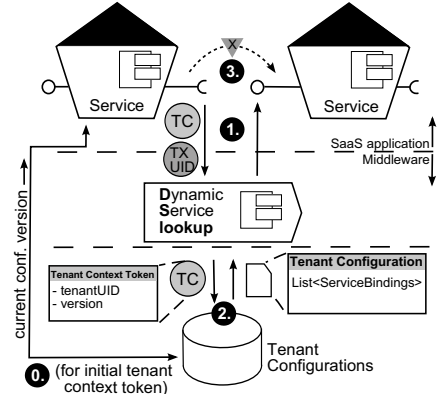 X
3.
Service
Service
TC
1.
TX
UID
SaaS application
Middleware
Dynamic
Service
lookup
current conf. version
Tenant Context Token
- tenantUID
- version
TC
Tenant Configuration
List<ServiceBindings>
2.
Tenant
Configurations
0. (for initial tenant
context token)